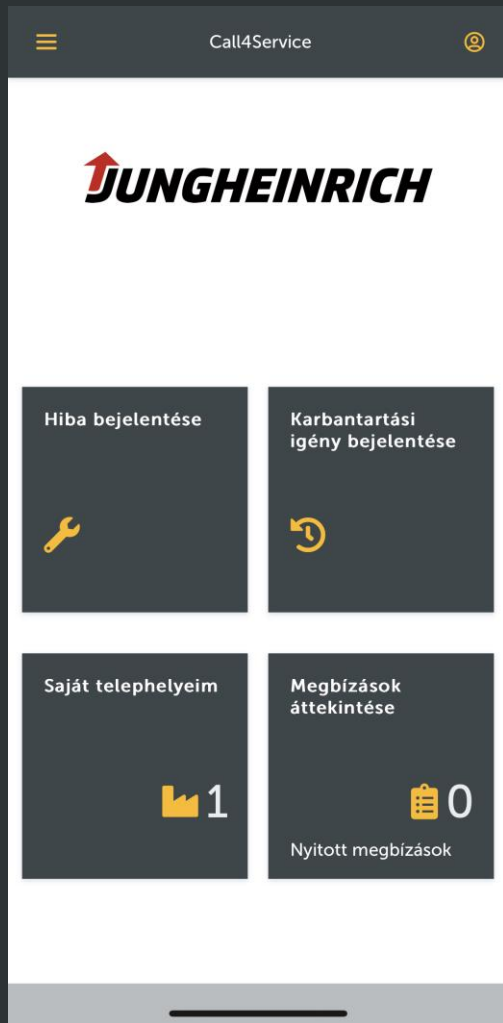 Call4Service
JUNGHEINRICH
Hiba bejelentése
Karbantartási
igény bejelentése
Saját telephelyeim
1
Megbízások
áttekintése
0
Nyitott megbízások